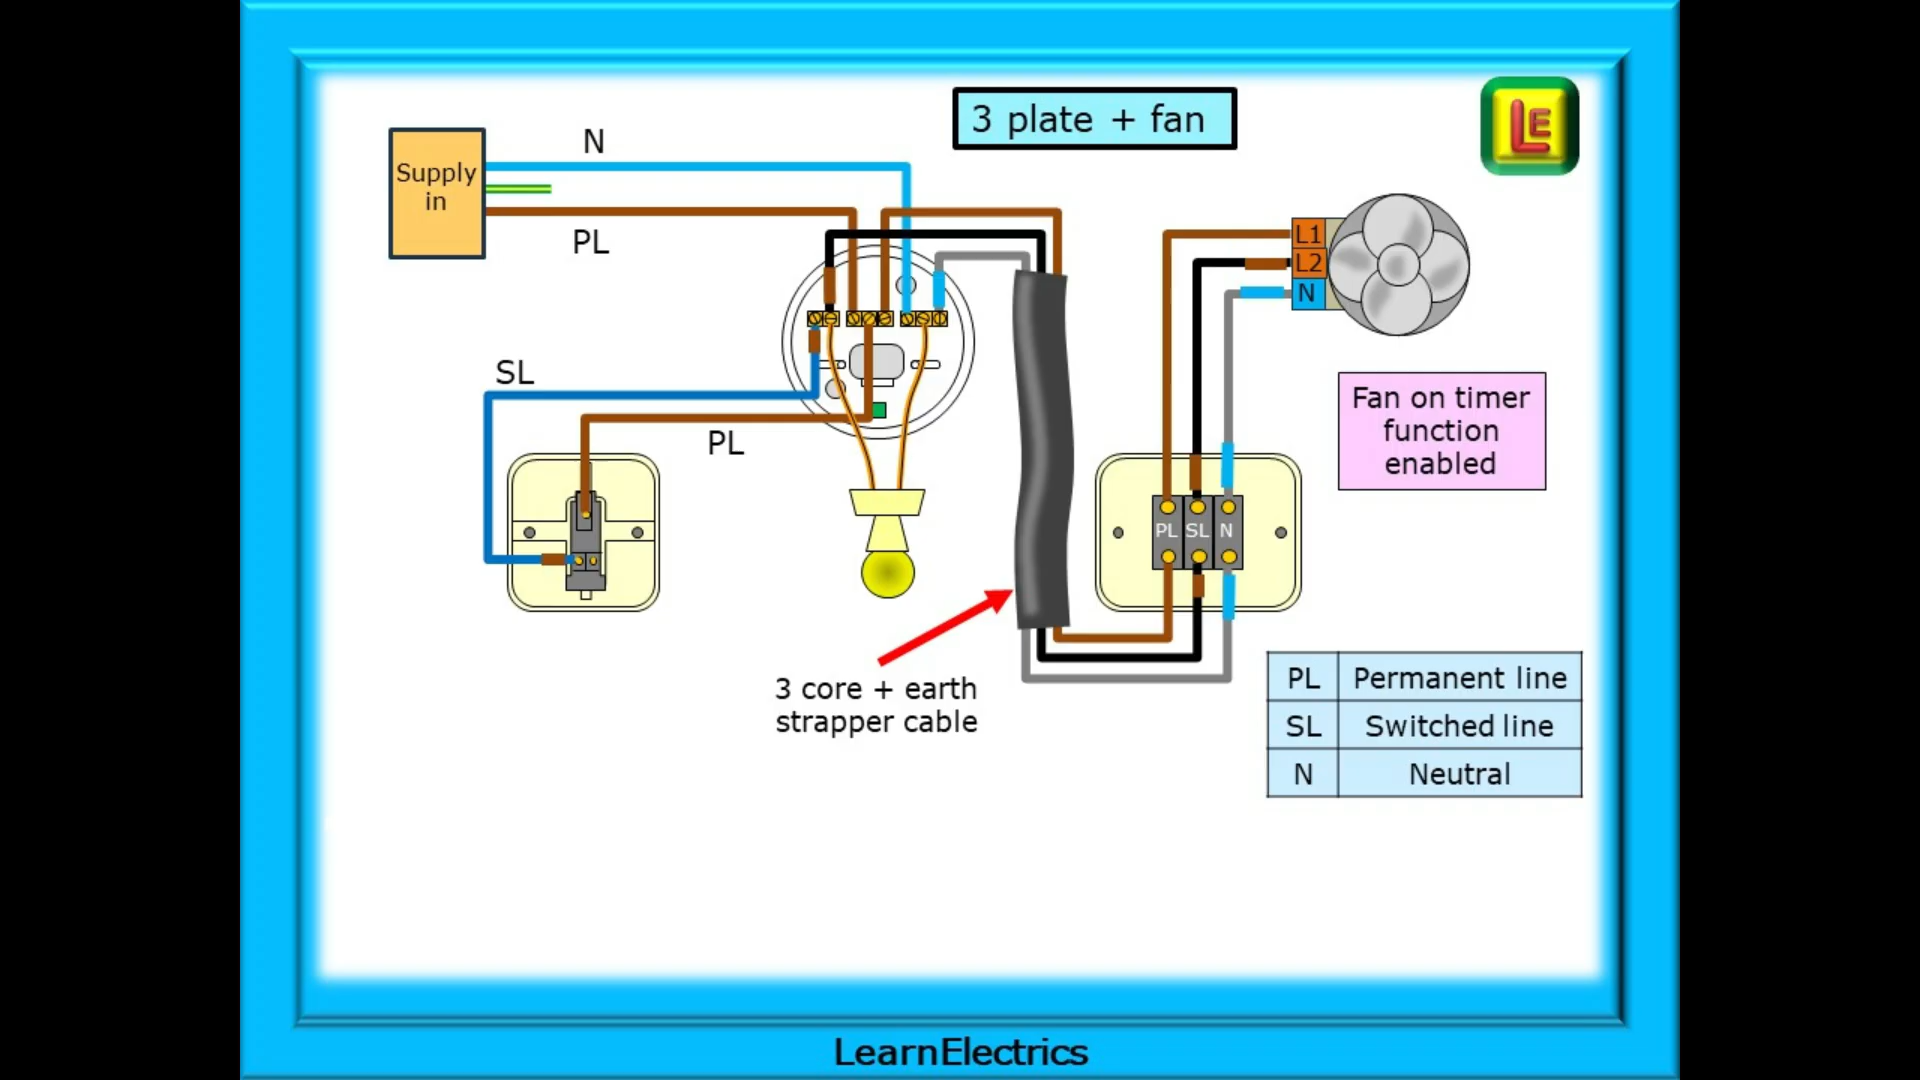 3 plate + fan
LE
N
Supply
in
PL
L1
L2
N
SL
PL
Fan on timer
function
enabled
PL SL N
3 core + earth
strapper cable
PL Permanent line
SL Switched line
N Neutral
LearnElectrics